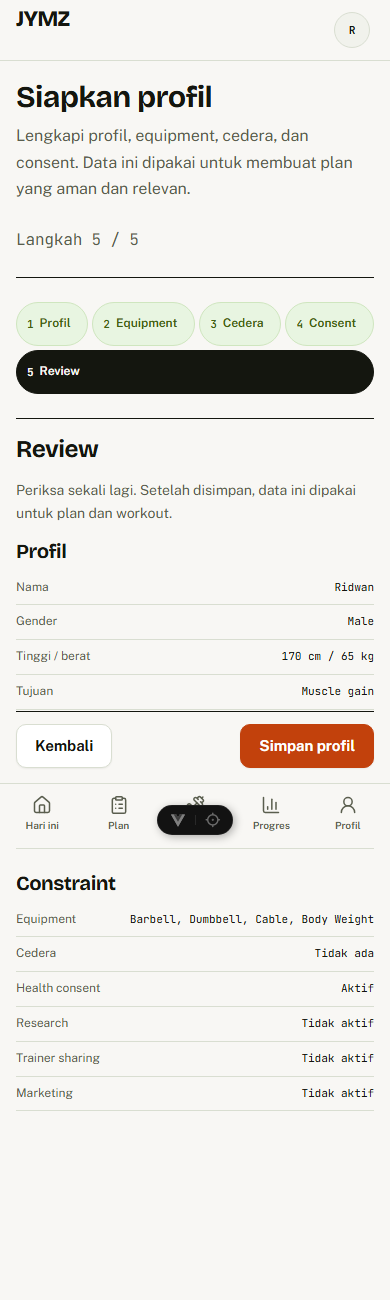 JYMZ
R
Siapkan profil
Lengkapi profil, equipment, cedera, dan
consent. Data ini dipakai untuk membuat plan
yang aman dan relevan.
Langkah 5 / 5
1 Profil
2 Equipment
3 Cedera
4 Consent
5 Review
Review
Periksa sekali lagi. Setelah disimpan, data ini dipakai
untuk plan dan workout.
Profil
Nama Ridwan
Gender Male
Tinggi / berat 170 cm / 65 kg
Tujuan Muscle gain
Kembali
Simpan profil
Hari ini
Plan
Progres
Profil
Constraint
Equipment Barbell, Dumbbell, Cable, Body Weight
Cedera Tidak ada
Health consent Aktif
Research Tidak aktif
Trainer sharing Tidak aktif
Marketing Tidak aktif